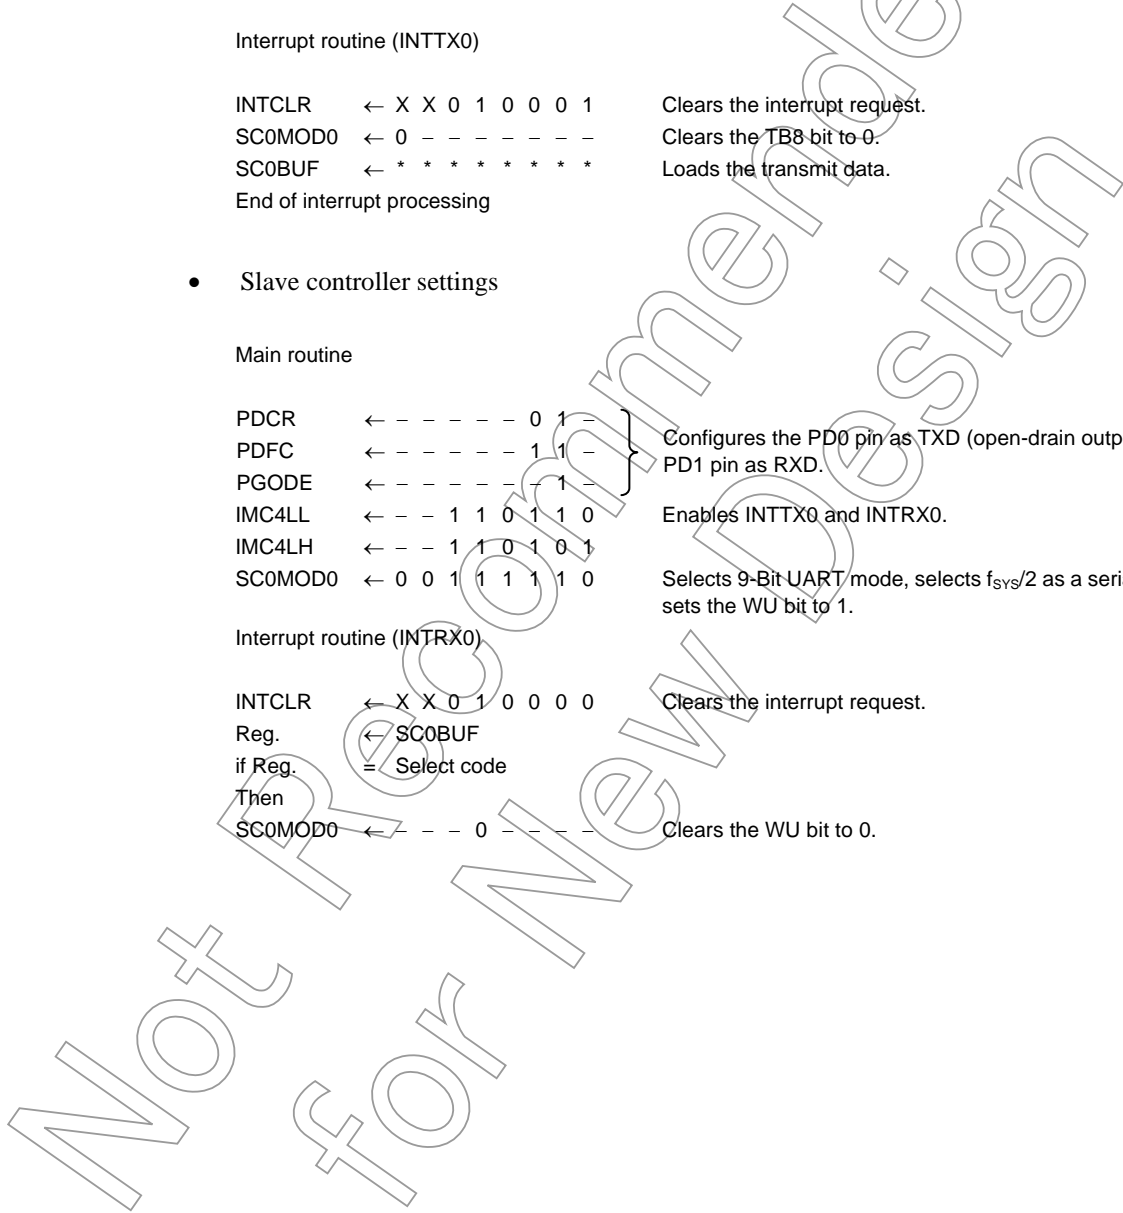 Interrupt routine (INTTX0)
INTCLR ← X X 0 1 0 0 0 1 Clears the interrupt request.
SC0MOD0 ← 0 – – – – – – – Clears the TB8 bit to 0.
SC0BUF ← * * * * * * * * Loads the transmit data.
End of interrupt processing
• Slave controller settings
Main routine
PDCR ← – – – – – 0 1 –
PDFC ← – – – – – 1 1 – Configures the PD0 pin as TXD (open-drain outp
PGODE ← – – – – – – 1 – PD1 pin as RXD.
IMC4LL ← – – 1 1 0 1 1 0 Enables INTTX0 and INTRX0.
IMC4LH ← – – 1 1 0 1 0 1
SC0MOD0 ← 0 0 1 1 1 1 1 0 Selects 9-Bit UART mode, selects fSYS/2 as a seri
sets the WU bit to 1.
Interrupt routine (INTRX0)
INTCLR ← X X 0 1 0 0 0 0 Clears the interrupt request.
Reg. ← SC0BUF
if Reg. = Select code
Then
SC0MOD0 ← – – – 0 – – – – Clears the WU bit to 0.
Not Recommende
for New Design